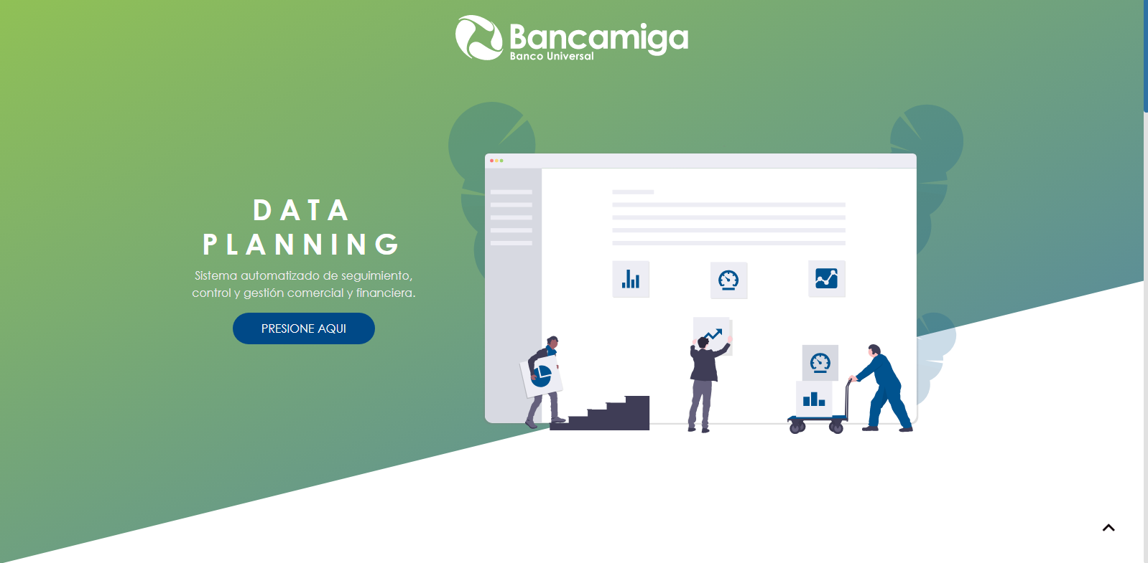 Bancamiga
Banco Universal
DATA
PLANNING
Sistema automatizado de seguimiento,
control y gestión comercial y financiera.
PRESIONE AQUI